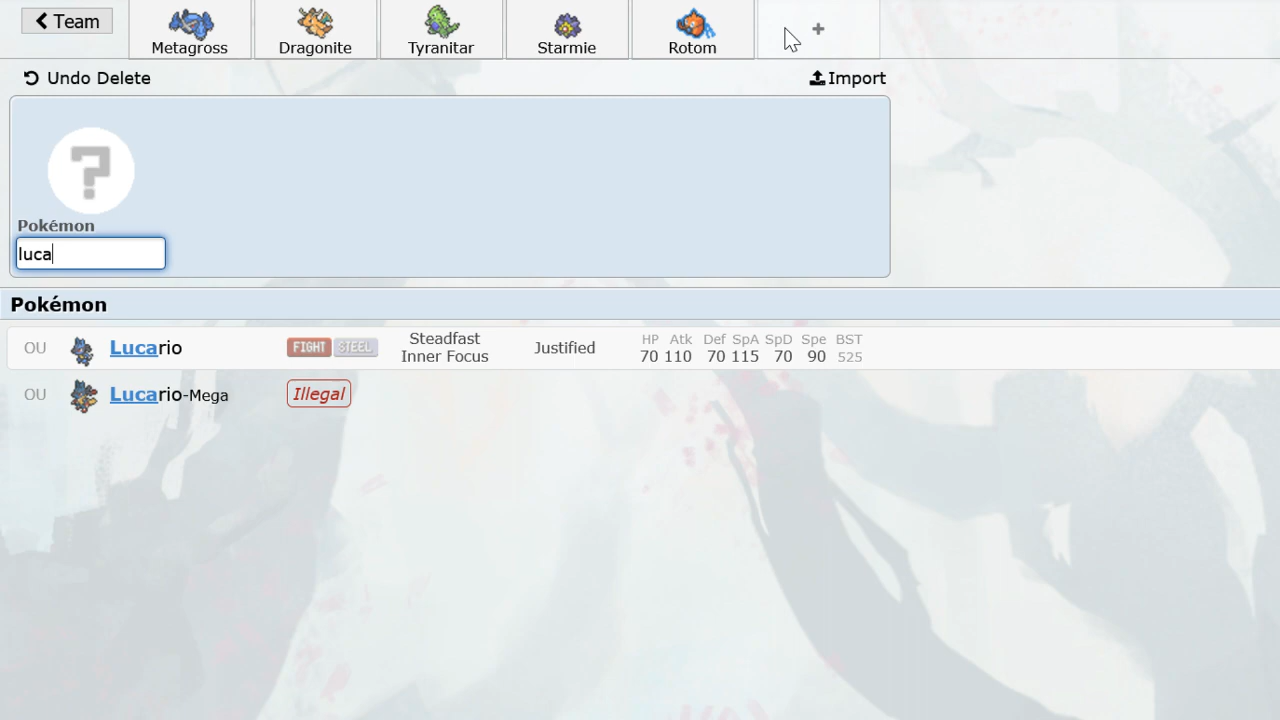 Team
Metagross
Dragonite
Tyranitar
Starmie
Rotom
+
Undo Delete
Import
?
Pokémon
luca
Pokémon
OU Lucario FIGHT STEEL Steadfast Inner Focus Justified HP 70 Atk 110 Def 70 SpA 115 SpD 70 Spe 90 BST 525
OU Lucario-Mega Illegal